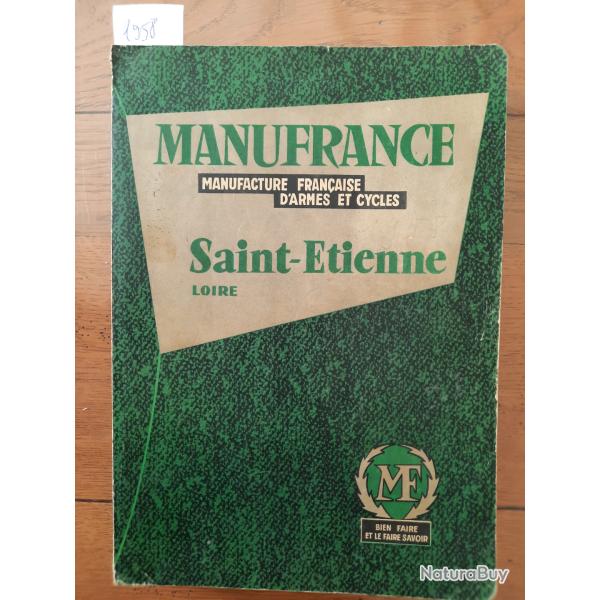 1958
MANUFRANCE
MANUFACTURE FRANÇAISE
D'ARMES ET CYCLES
Saint-Etienne
LOIRE
MF
BIEN FAIRE
ET LE FAIRE SAVOIR
NaturaBuy